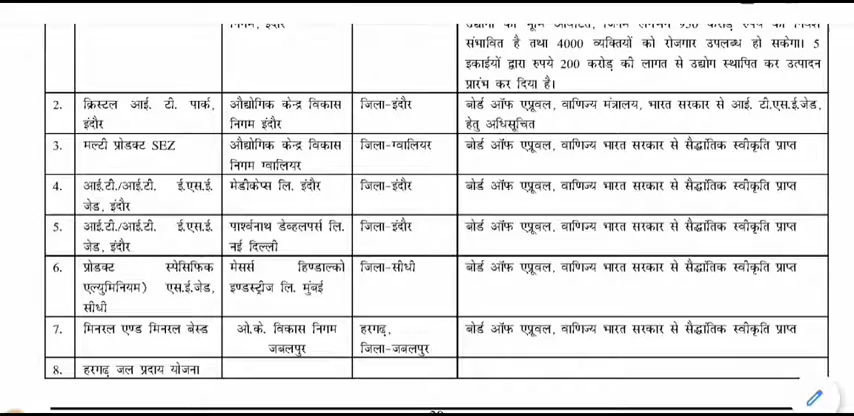 निगम, इंदौर
संभावित है तथा 4000 व्यक्तियों को रोजगार उपलब्ध हो सकेगा। 5
इकाईयों द्वारा रुपये 200 करोड़ की लागत से उद्योग स्थापित कर उत्पादन
प्रारंभ कर दिया है।
2. क्रिस्टल आई. टी. पार्क, औद्योगिक केन्द्र विकास जिला-इंदौर बोर्ड ऑफ एप्रूवल, वाणिज्य मंत्रालय, भारत सरकार से आई. टी.एस.ई.जेड,
इंदौर निगम इंदौर हेतु अधिसूचित
3. मल्टी प्रोडक्ट SEZ औद्योगिक केन्द्र विकास जिला-ग्वालियर बोर्ड ऑफ एप्रूवल, वाणिज्य भारत सरकार से सैद्धांतिक स्वीकृति प्राप्त
निगम ग्वालियर
4. आई.टी./आई.टी. ई.एस.ई. मेडीकेप्स लि. इंदौर जिला-इंदौर बोर्ड ऑफ एप्रूवल, वाणिज्य भारत सरकार से सैद्धांतिक स्वीकृति प्राप्त
जेड, इंदौर
5. आई.टी./आई.टी. ई.एस.ई. पार्श्वनाथ डेव्हलपर्स लि. जिला-इंदौर बोर्ड ऑफ एप्रूवल, वाणिज्य भारत सरकार से सैद्धांतिक स्वीकृति प्राप्त
जेड, इंदौर नई दिल्ली
6. प्रोडक्ट स्पेसिफिक मेसर्स हिण्डाल्को जिला-सीधी बोर्ड ऑफ एप्रूवल, वाणिज्य भारत सरकार से सैद्धांतिक स्वीकृति प्राप्त
एल्युमिनियम) एस.ई.जेड, इण्डस्ट्रीज लि. मुंबई
सीधी
7. मिनरल एण्ड मिनरल बेस्ड ओ.के. विकास निगम हरगढ़, बोर्ड ऑफ एप्रूवल, वाणिज्य भारत सरकार से सैद्धांतिक स्वीकृति प्राप्त
जबलपुर जिला-जबलपुर
8. हरगढ़ जल प्रदाय योजना